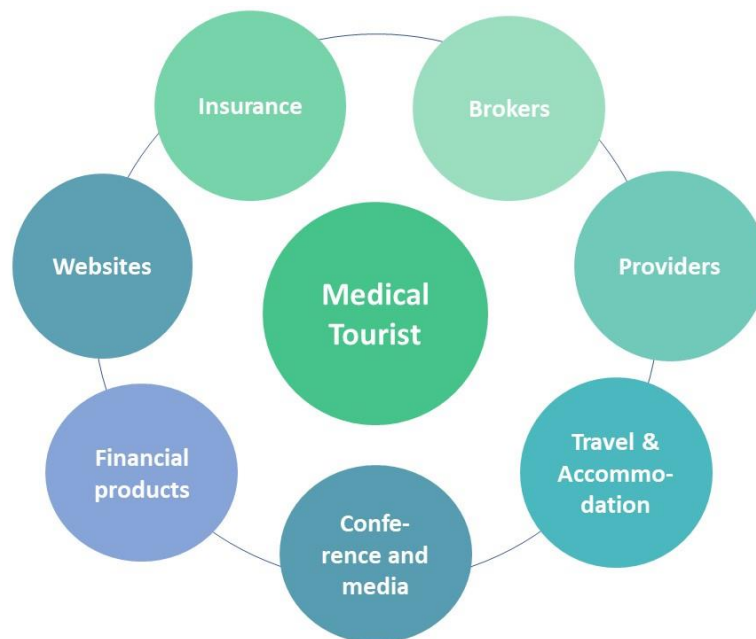 Insurance
Brokers
Websites
Medical
Tourist
Providers
Financial
products
Travel &
Accommo-
dation
Confe-
rence and
media